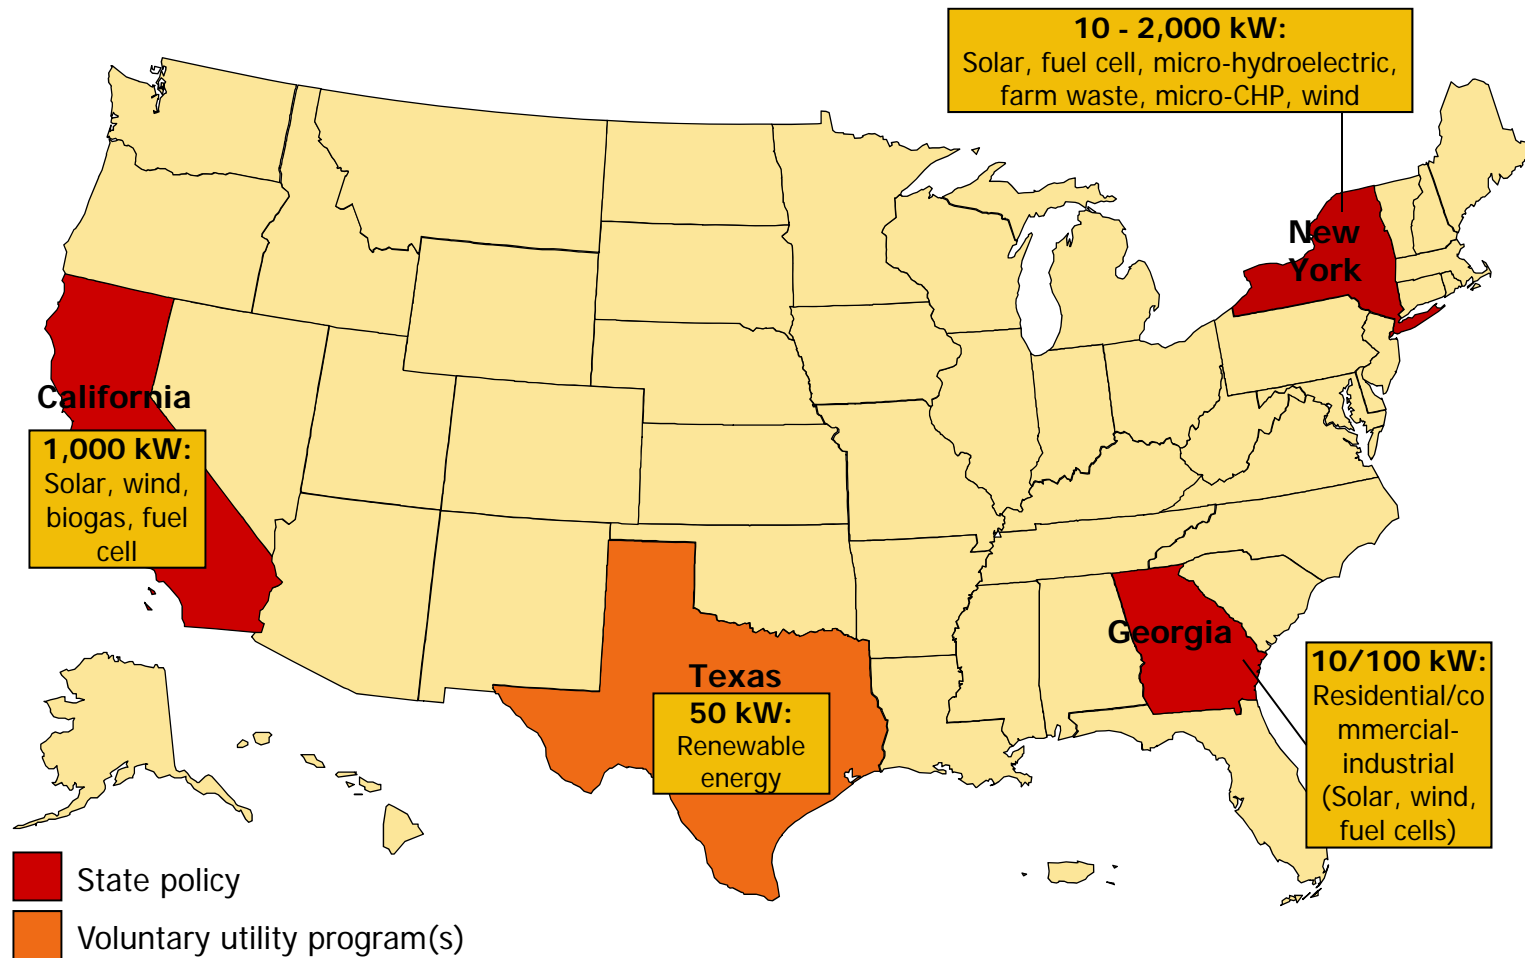 10 - 2,000 kW:
Solar, fuel cell, micro-hydroelectric,
farm waste, micro-CHP, wind
New
York
California
1,000 kW:
Solar, wind,
biogas, fuel
cell
Texas
50 kW:
Renewable
energy
Georgia
10/100 kW:
Residential/co
mmercial-
industrial
(Solar, wind,
fuel cells)
State policy
Voluntary utility program(s)